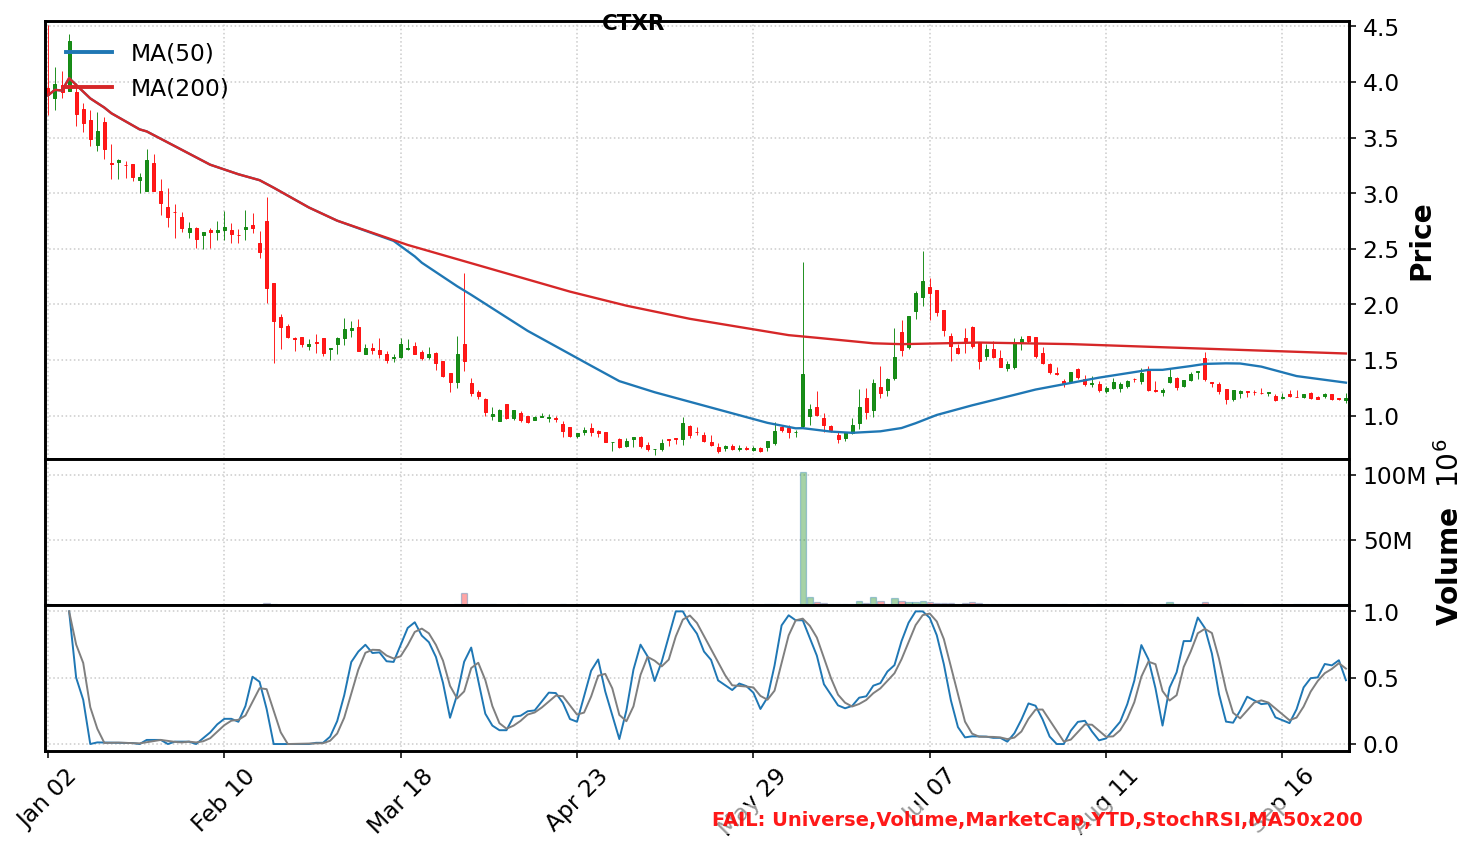 CTXR
MA(50)
MA(200)
4.5
4.0
3.5
3.0
2.5
2.0
1.5
1.0
Price
100M
50M
Volume 10⁶
1.0
0.5
0.0
Jan 02
Feb 10
Mar 18
Apr 23
May 29
Jul 07
Aug 11
Sep 16
FAIL: Universe,Volume,MarketCap,YTD,StochRSI,MA50x200